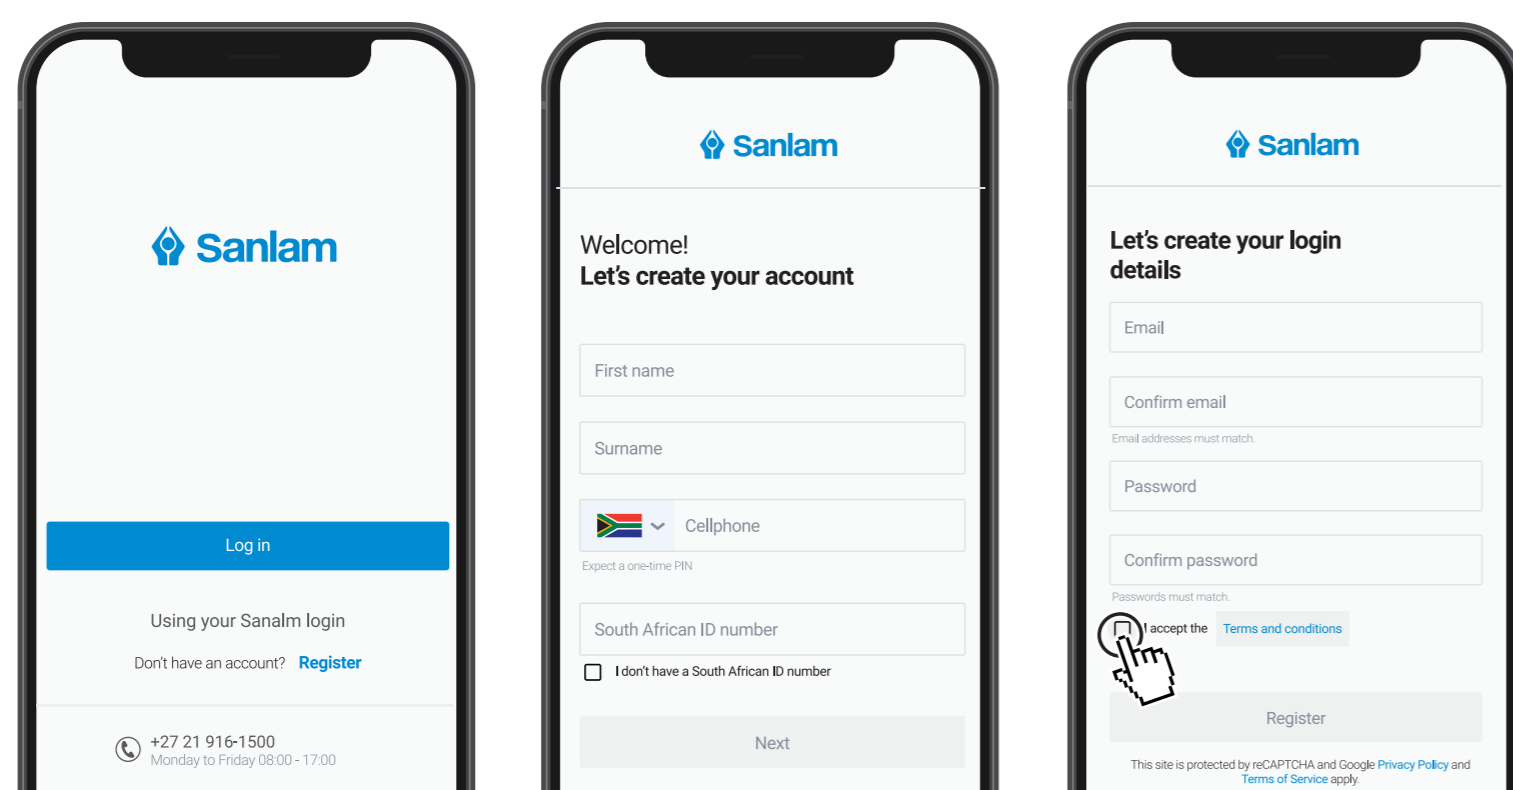 Sanlam
Log in
Using your Sanalm login
Don't have an account? Register
+27 21 916-1500
Monday to Friday 08:00 - 17:00
Sanlam
Welcome!
Let's create your account
First name
Surname
Cellphone
Expect a one-time PIN
South African ID number
I don't have a South African ID number
Next
Sanlam
Let's create your login
details
Email
Confirm email
Email addresses must match.
Password
Confirm password
Passwords must match.
I accept the Terms and conditions
Register
This site is protected by reCAPTCHA and Google Privacy Policy and
Terms of Service apply.